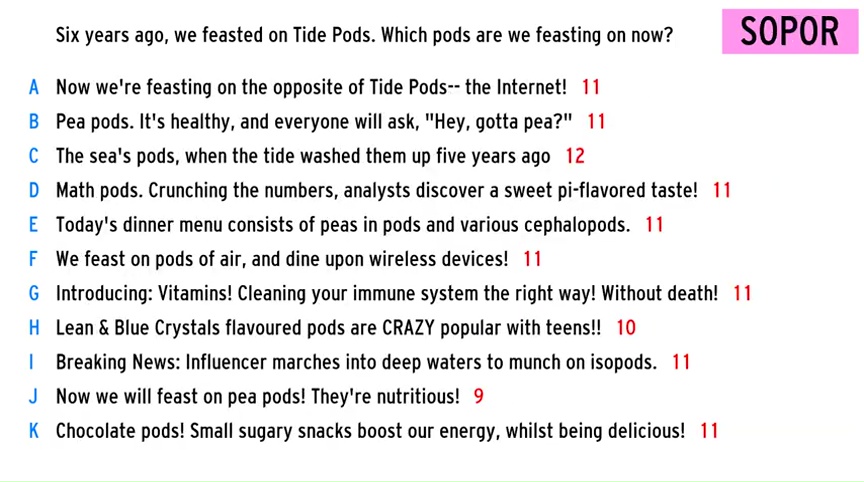 Six years ago, we feasted on Tide Pods. Which pods are we feasting on now?
SOPOR
A Now we're feasting on the opposite of Tide Pods-- the Internet! 11
B Pea pods. It's healthy, and everyone will ask, "Hey, gotta pea?" 11
C The sea's pods, when the tide washed them up five years ago 12
D Math pods. Crunching the numbers, analysts discover a sweet pi-flavored taste! 11
E Today's dinner menu consists of peas in pods and various cephalopods. 11
F We feast on pods of air, and dine upon wireless devices! 11
G Introducing: Vitamins! Cleaning your immune system the right way! Without death! 11
H Lean & Blue Crystals flavoured pods are CRAZY popular with teens!! 10
I Breaking News: Influencer marches into deep waters to munch on isopods. 11
J Now we will feast on pea pods! They're nutritious! 9
K Chocolate pods! Small sugary snacks boost our energy, whilst being delicious! 11